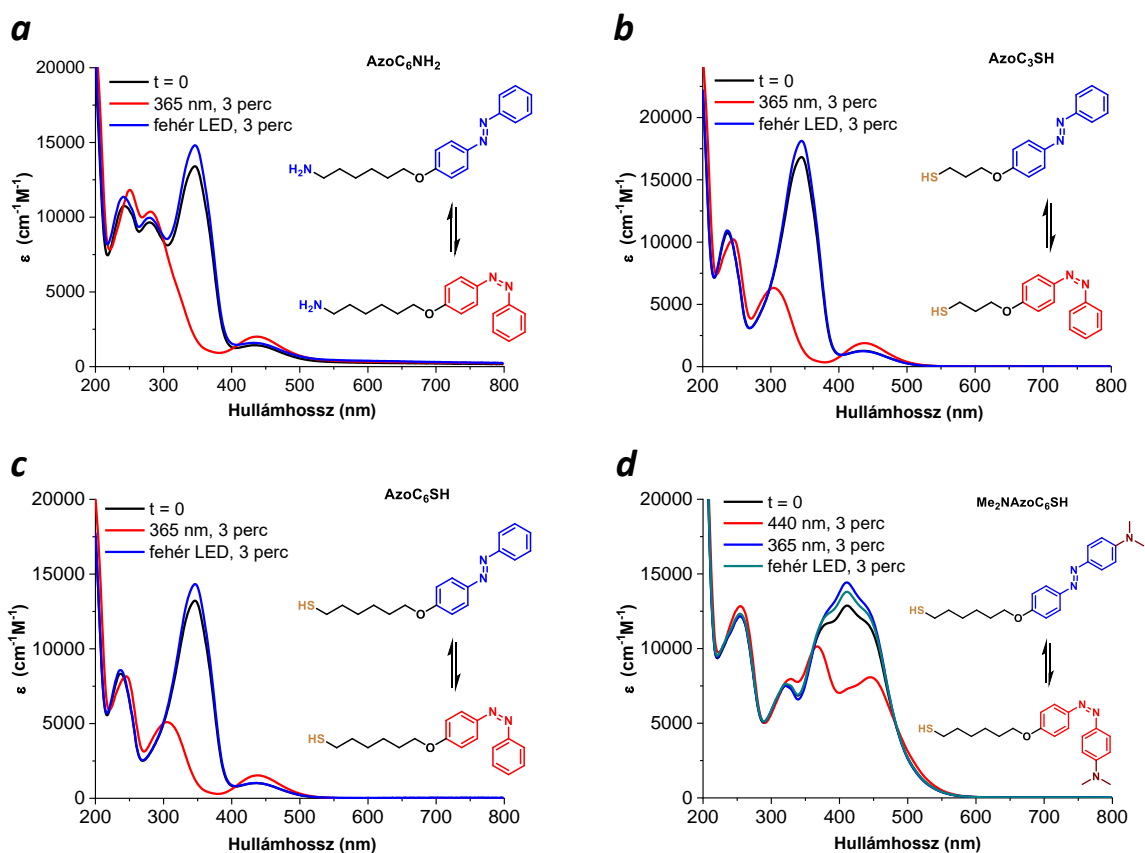 a
AzoC₆NH₂
t = 0
365 nm, 3 perc
fehér LED, 3 perc
20000
15000
10000
5000
0
ε (cm⁻¹M⁻¹)
H₂N
O
N
N
H₂N
O
N
N
200 300 400 500 600 700 800
Hullámhossz (nm)
b
AzoC₃SH
t = 0
365 nm, 3 perc
fehér LED, 3 perc
20000
15000
10000
5000
0
ε (cm⁻¹M⁻¹)
HS
O
N
N
HS
O
N
N
200 300 400 500 600 700 800
Hullámhossz (nm)
c
AzoC₆SH
t = 0
365 nm, 3 perc
fehér LED, 3 perc
20000
15000
10000
5000
0
ε (cm⁻¹M⁻¹)
HS
O
N
N
HS
O
N
N
200 300 400 500 600 700 800
Hullámhossz (nm)
d
Me₂NAzoC₆SH
t = 0
440 nm, 3 perc
365 nm, 3 perc
fehér LED, 3 perc
20000
15000
10000
5000
0
ε (cm⁻¹M⁻¹)
N
N
N
HS
O
N
N
HS
O
N
200 300 400 500 600 700 800
Hullámhossz (nm)